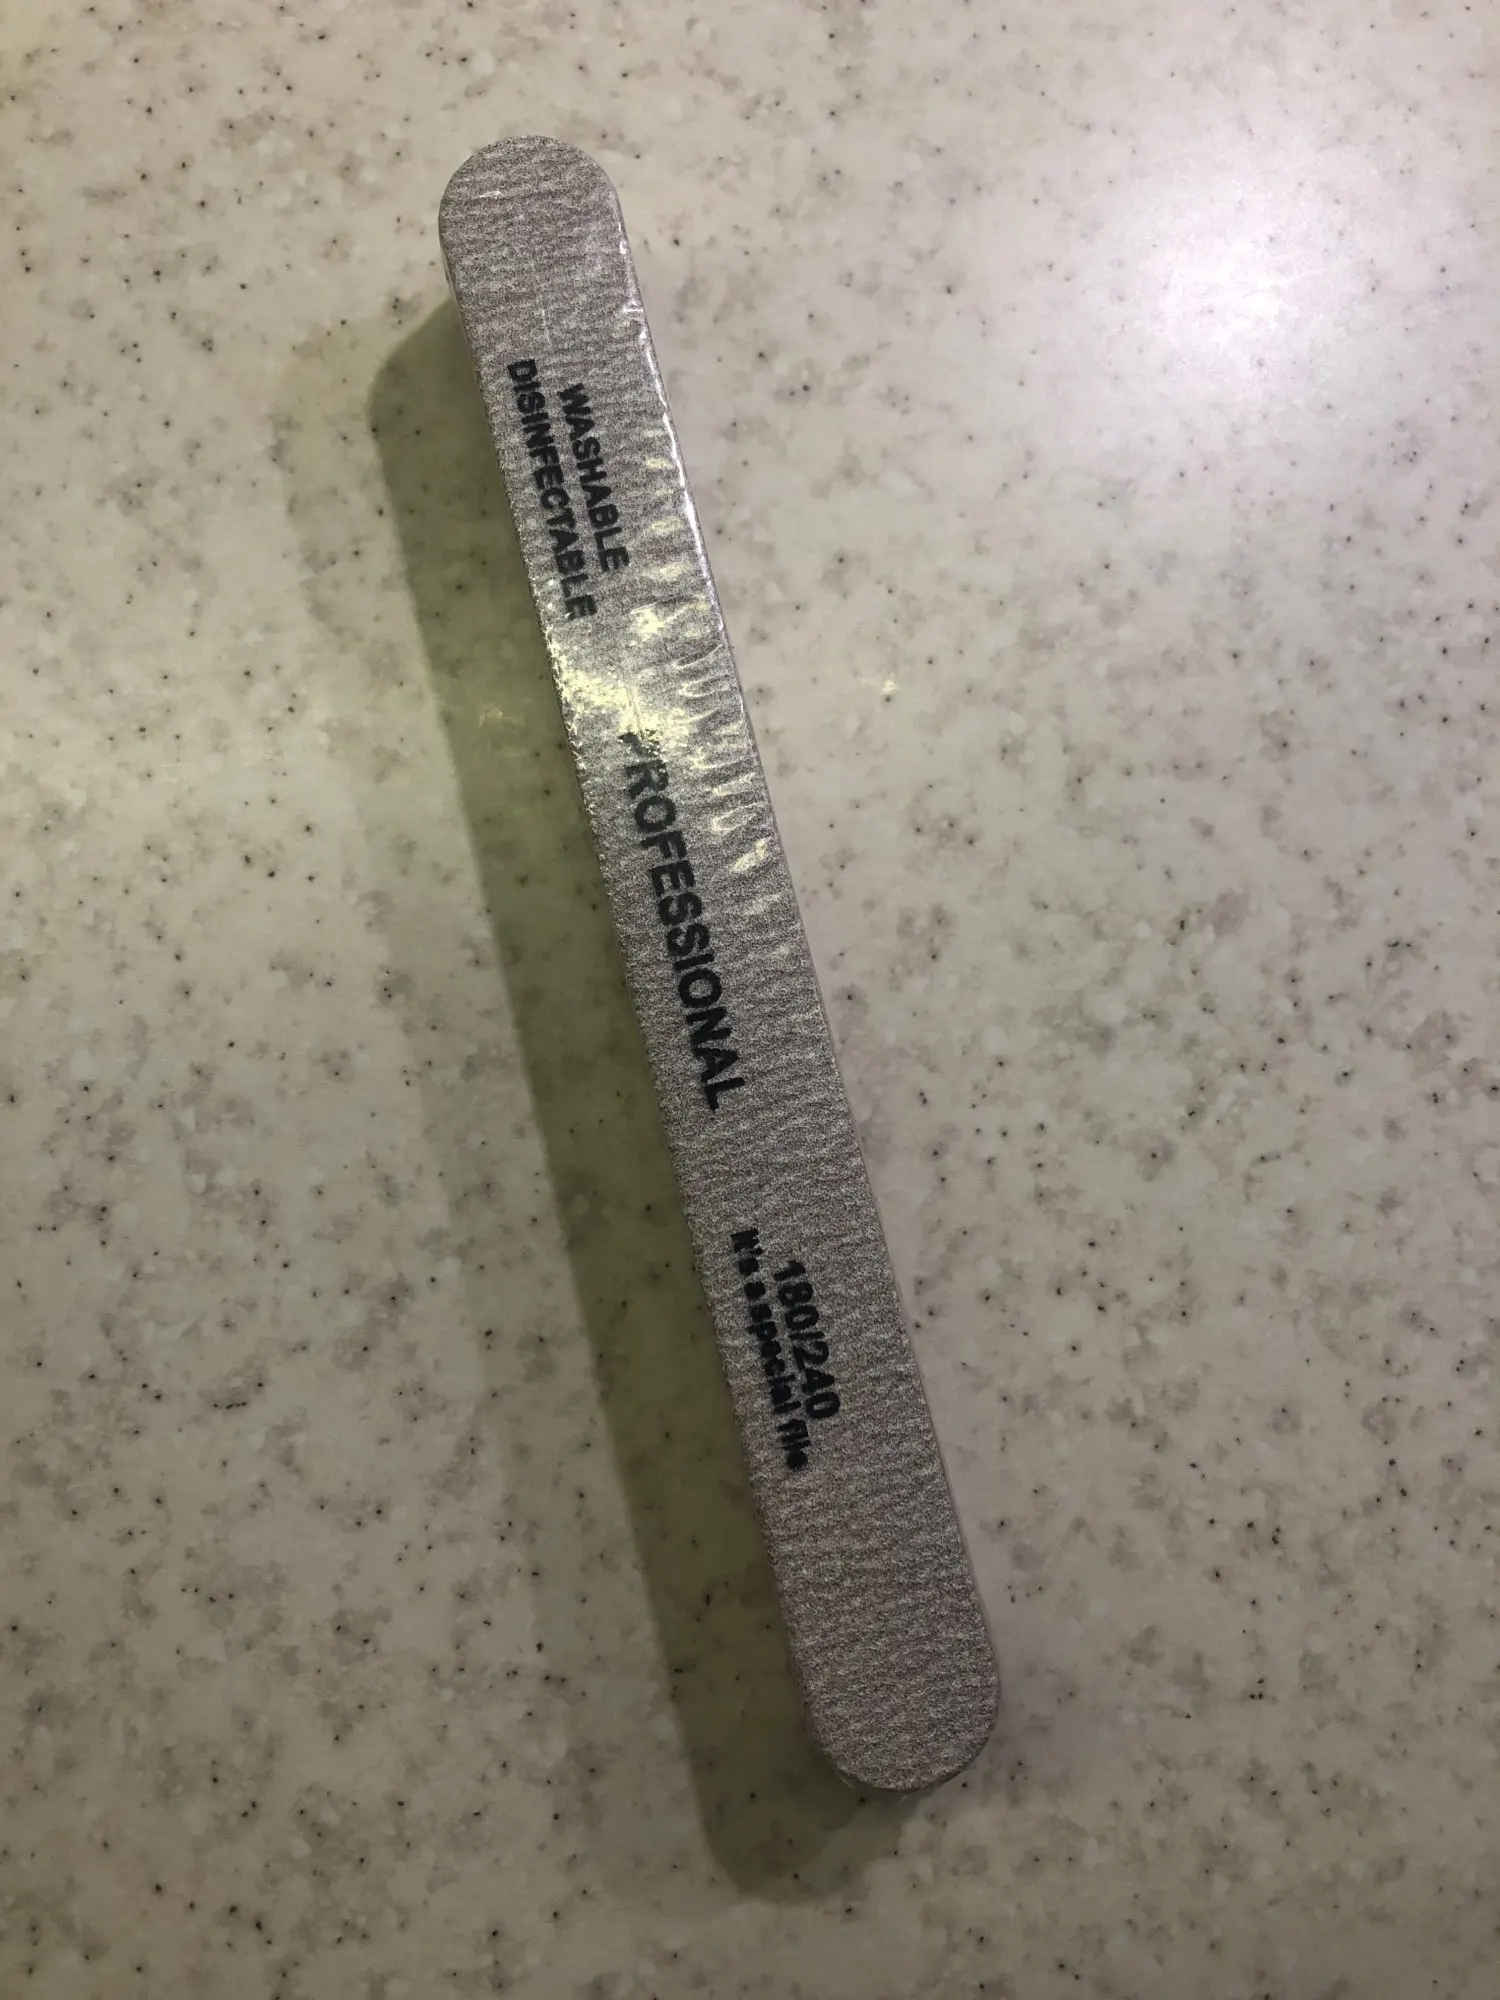 WASHABLE
DISINFECTABLE
PROFESSIONAL
180/240
It's a special file